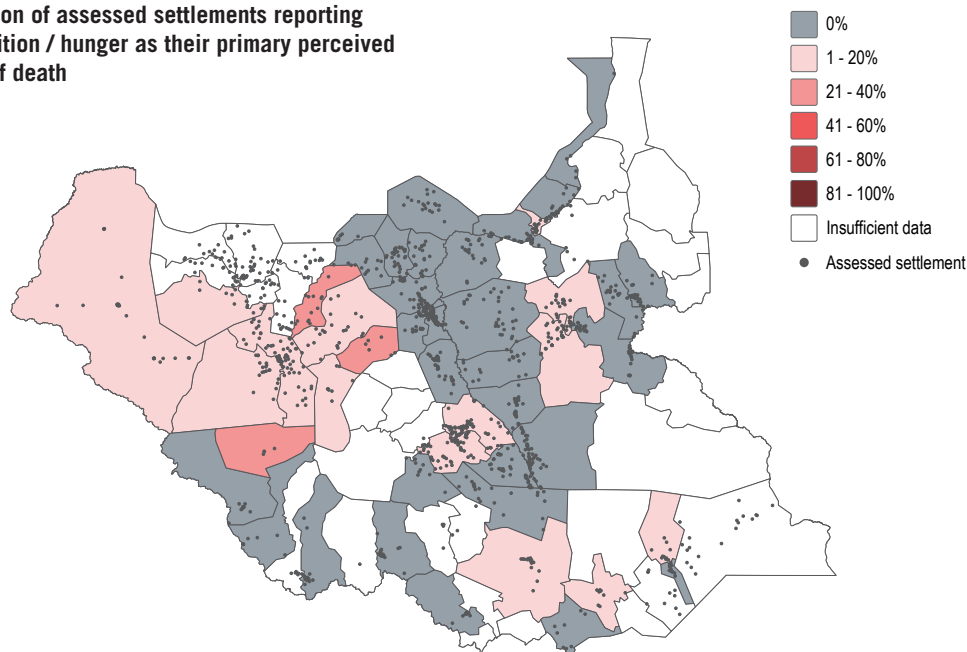 on of assessed settlements reporting
ition / hunger as their primary perceived
f death
0%
1 - 20%
21 - 40%
41 - 60%
61 - 80%
81 - 100%
Insufficient data
Assessed settlement